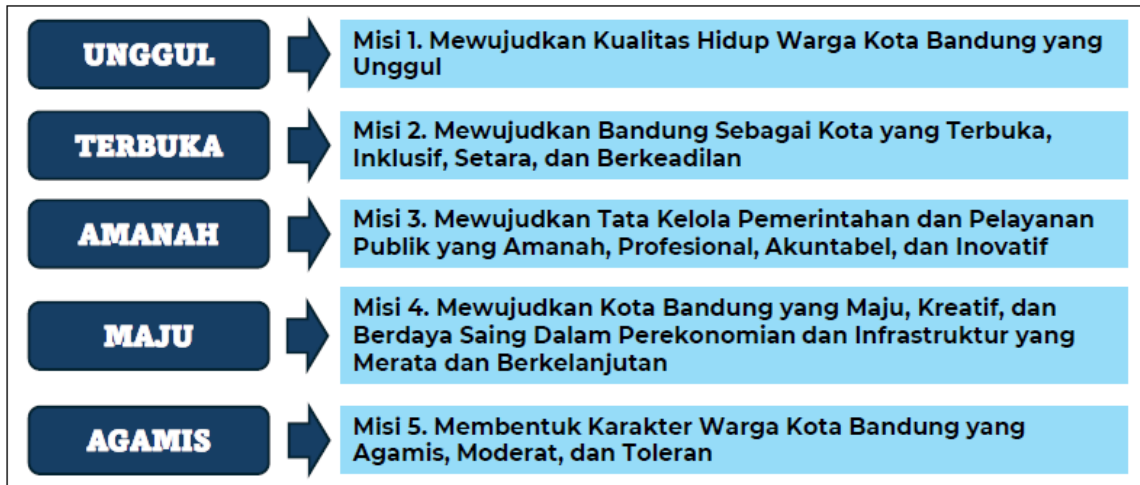 UNGGUL
Misi 1. Mewujudkan Kualitas Hidup Warga Kota Bandung yang
Unggul
TERBUKA
Misi 2. Mewujudkan Bandung Sebagai Kota yang Terbuka,
Inklusif, Setara, dan Berkeadilan
AMANAH
Misi 3. Mewujudkan Tata Kelola Pemerintahan dan Pelayanan
Publik yang Amanah, Profesional, Akuntabel, dan Inovatif
MAJU
Misi 4. Mewujudkan Kota Bandung yang Maju, Kreatif, dan
Berdaya Saing Dalam Perekonomian dan Infrastruktur yang
Merata dan Berkelanjutan
AGAMIS
Misi 5. Membentuk Karakter Warga Kota Bandung yang
Agamis, Moderat, dan Toleran